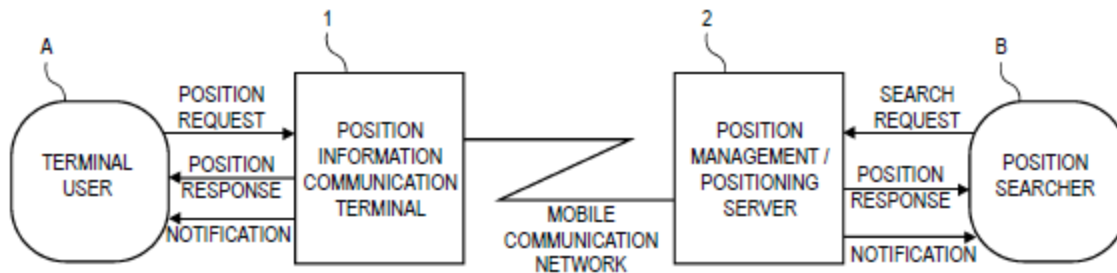 A
1
2
B
POSITION
REQUEST
TERMINAL
USER
POSITION
RESPONSE
NOTIFICATION
POSITION
INFORMATION
COMMUNICATION
TERMINAL
MOBILE
COMMUNICATION
NETWORK
POSITION
MANAGEMENT /
POSITIONING
SERVER
SEARCH
REQUEST
POSITION
RESPONSE
NOTIFICATION
POSITION
SEARCHER